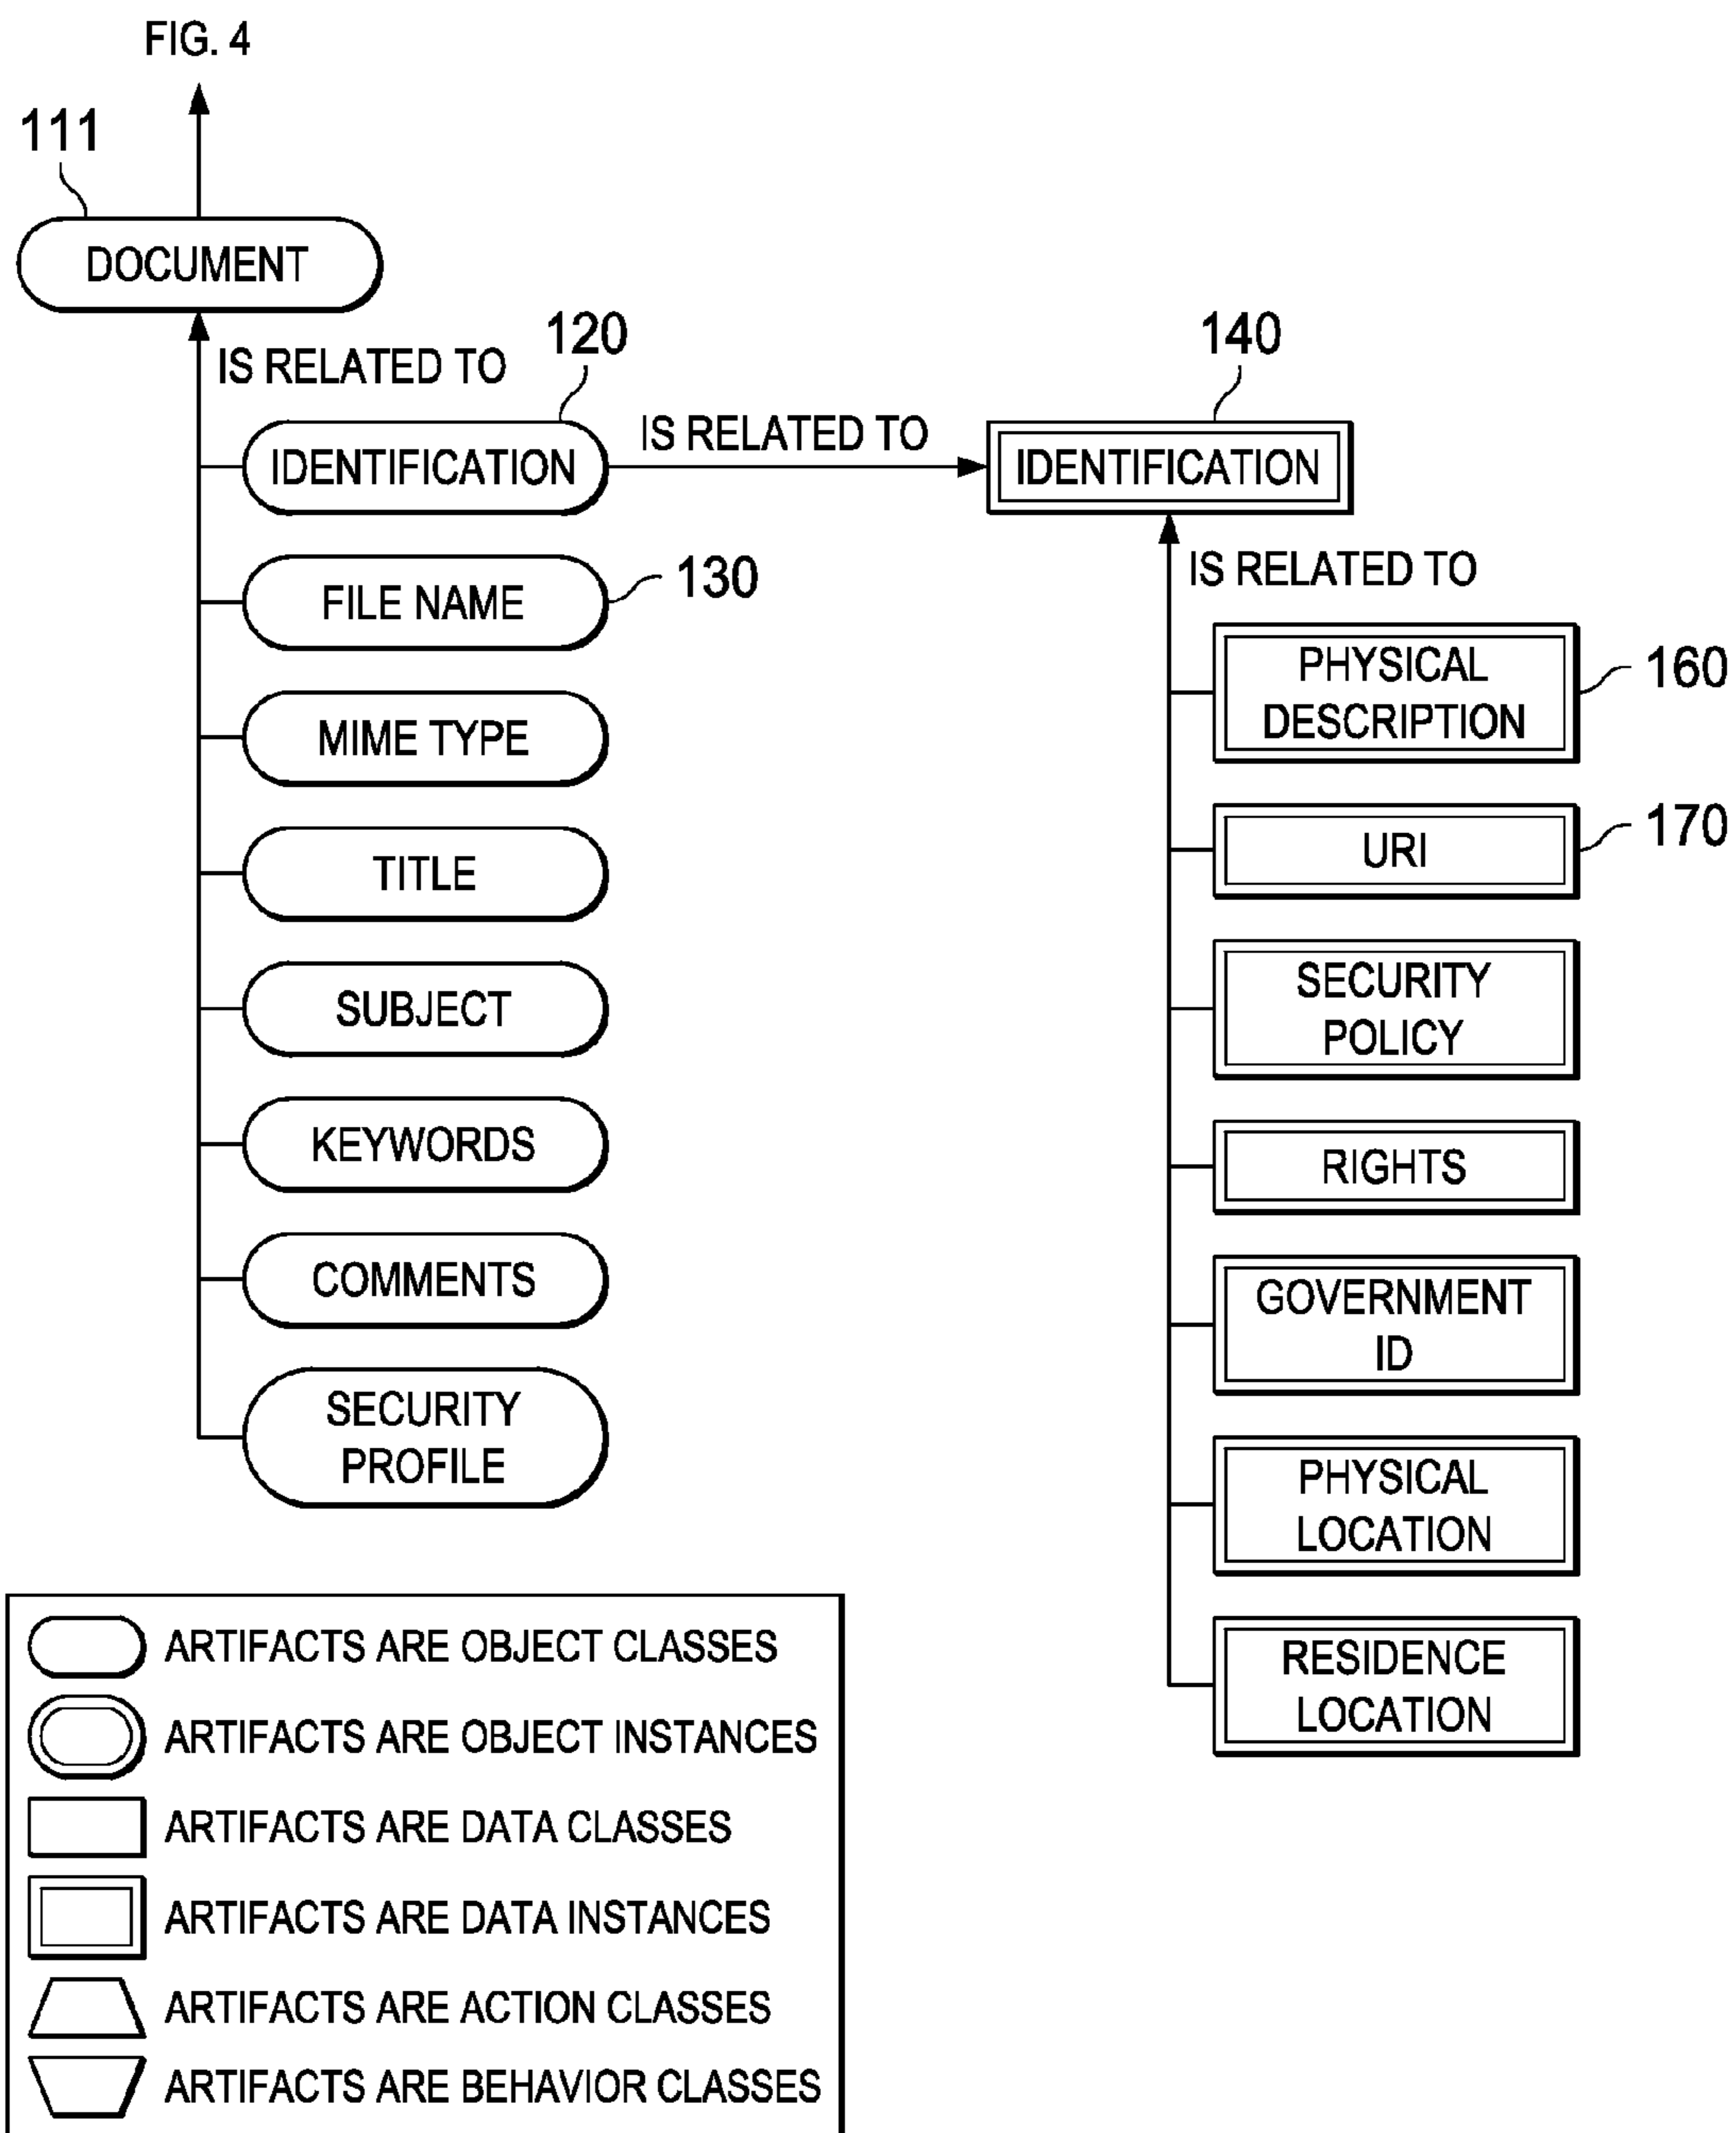 FIG. 4
111
DOCUMENT
IS RELATED TO
120
IDENTIFICATION
IS RELATED TO
140
IDENTIFICATION
FILE NAME
130
MIME TYPE
TITLE
SUBJECT
KEYWORDS
COMMENTS
SECURITY
PROFILE
IS RELATED TO
PHYSICAL
DESCRIPTION
160
URI
170
SECURITY
POLICY
RIGHTS
GOVERNMENT
ID
PHYSICAL
LOCATION
RESIDENCE
LOCATION
ARTIFACTS ARE OBJECT CLASSES
ARTIFACTS ARE OBJECT INSTANCES
ARTIFACTS ARE DATA CLASSES
ARTIFACTS ARE DATA INSTANCES
ARTIFACTS ARE ACTION CLASSES
ARTIFACTS ARE BEHAVIOR CLASSES